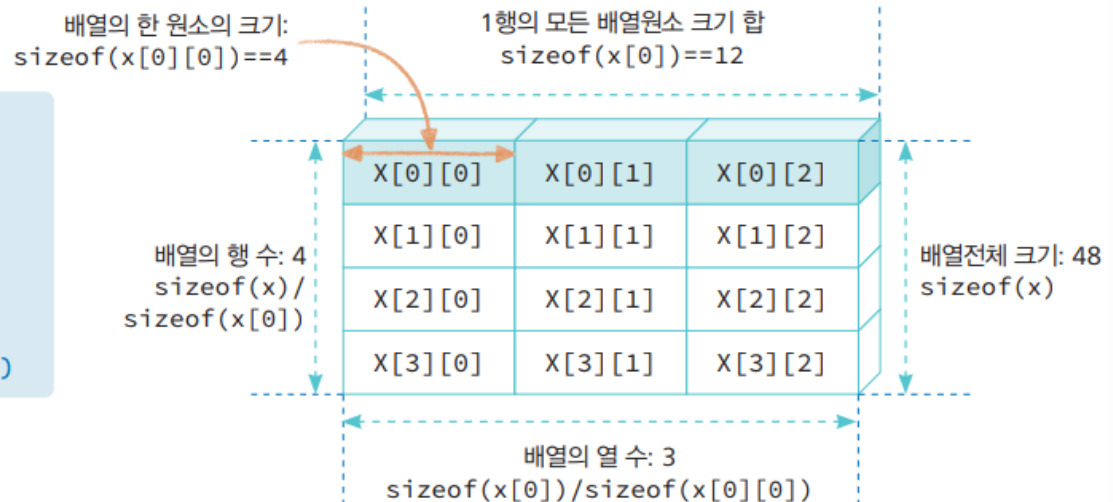 배열의 한 원소의 크기:
sizeof(x[0][0])==4
1행의 모든 배열원소 크기 합
sizeof(x[0])==12
X[0][0] X[0][1] X[0][2]
X[1][0] X[1][1] X[1][2]
X[2][0] X[2][1] X[2][2]
X[3][0] X[3][1] X[3][2]
배열의 행 수: 4
sizeof(x)/
sizeof(x[0])
배열전체 크기: 48
sizeof(x)
)
배열의 열 수: 3
sizeof(x[0])/sizeof(x[0][0])